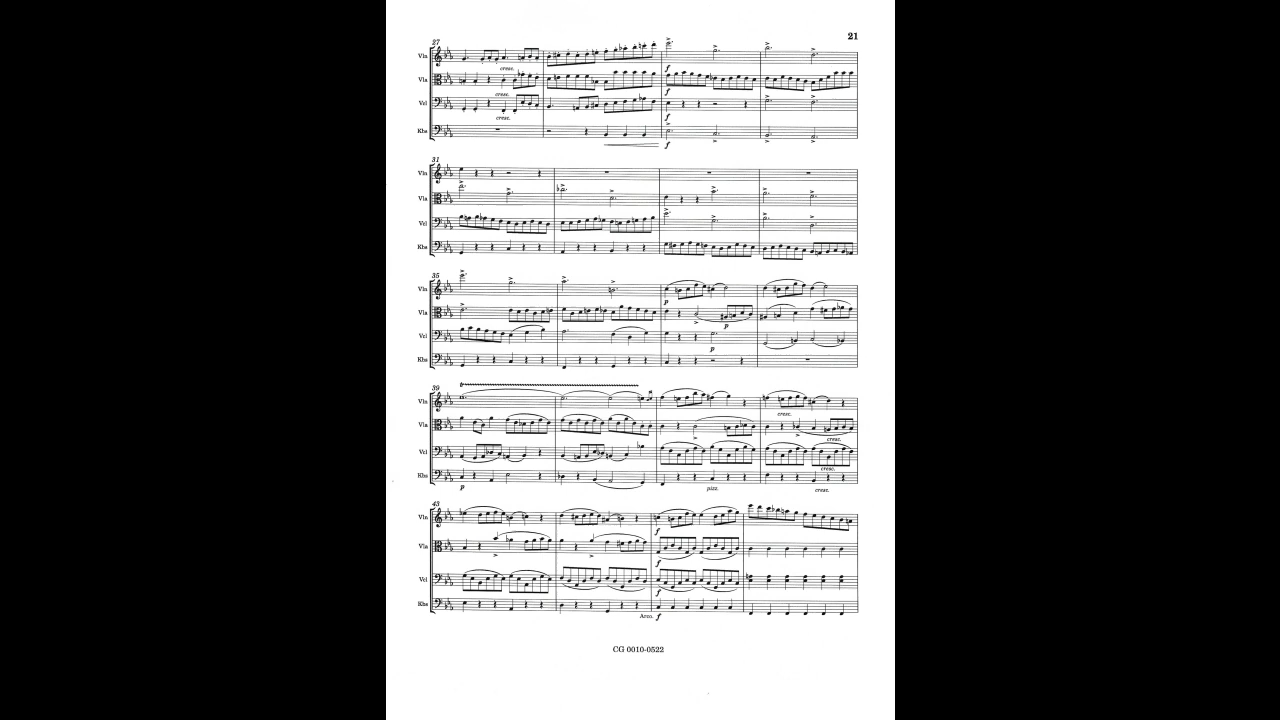 21
27
Vln
cresc.
Vla
cresc.
f
Vcl
cresc.
f
Kbs
f
31
Vln
Vla
Vcl
Kbs
35
Vln
p
Vla
p
Vcl
p
Kbs
39
tr
Vln
cresc.
Vla
cresc.
Vcl
cresc.
Kbs
p pizz. cresc.
43
Vln
f
Vla
f
Vcl
f
Kbs
Arco. f
CG 0010-0522